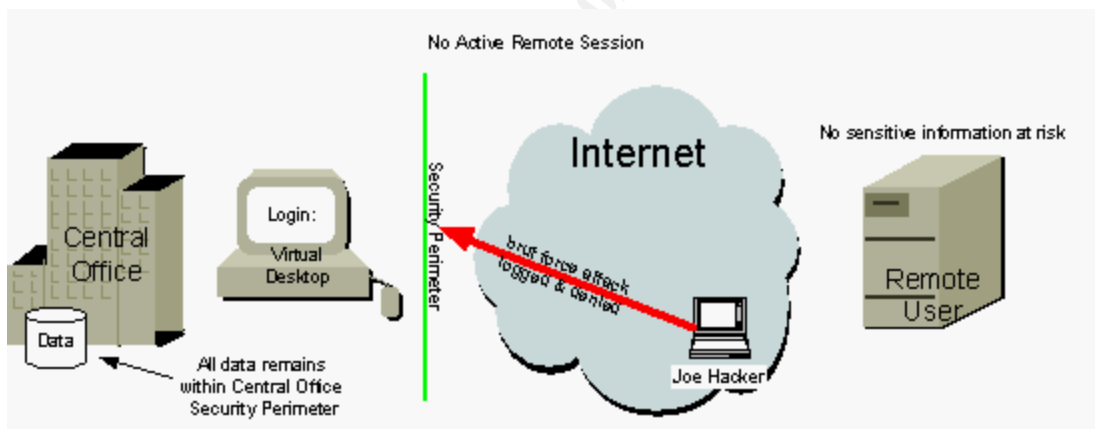 No Active Remote Session
Internet
No sensitive information at risk
Security Perimeter
Login:
Virtual
Desktop
Central
Office
brut force attack
logged & denied
Remote
User
Data
Joe Hacker
All data remains
within Central Office
Security Perimeter